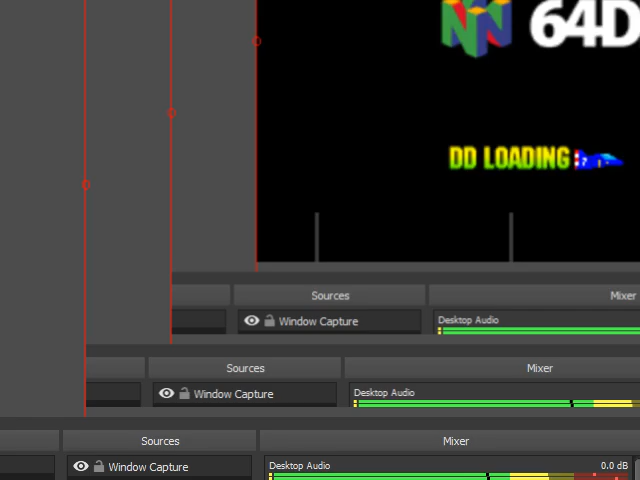 64D
DD LOADING
Sources Mixer
Window Capture Desktop Audio
Sources Mixer
Window Capture Desktop Audio
Sources Mixer
Window Capture Desktop Audio 0.0 dB